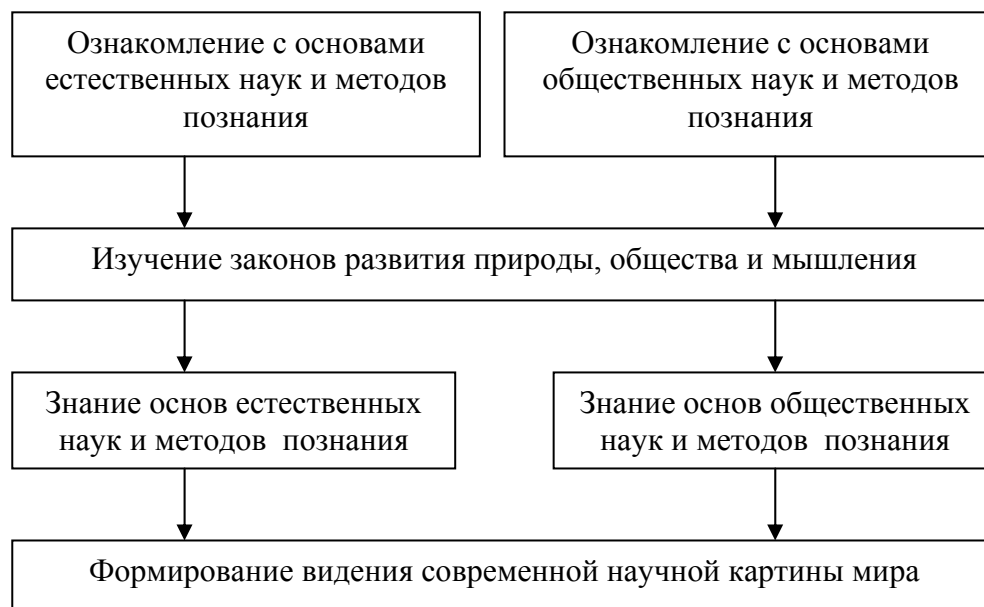 Ознакомление с основами
естественных наук и методов
познания
Ознакомление с основами
общественных наук и методов
познания
Изучение законов развития природы, общества и мышления
Знание основ естественных
наук и методов  познания
Знание основ общественных
наук и методов  познания
Формирование видения современной научной картины мира